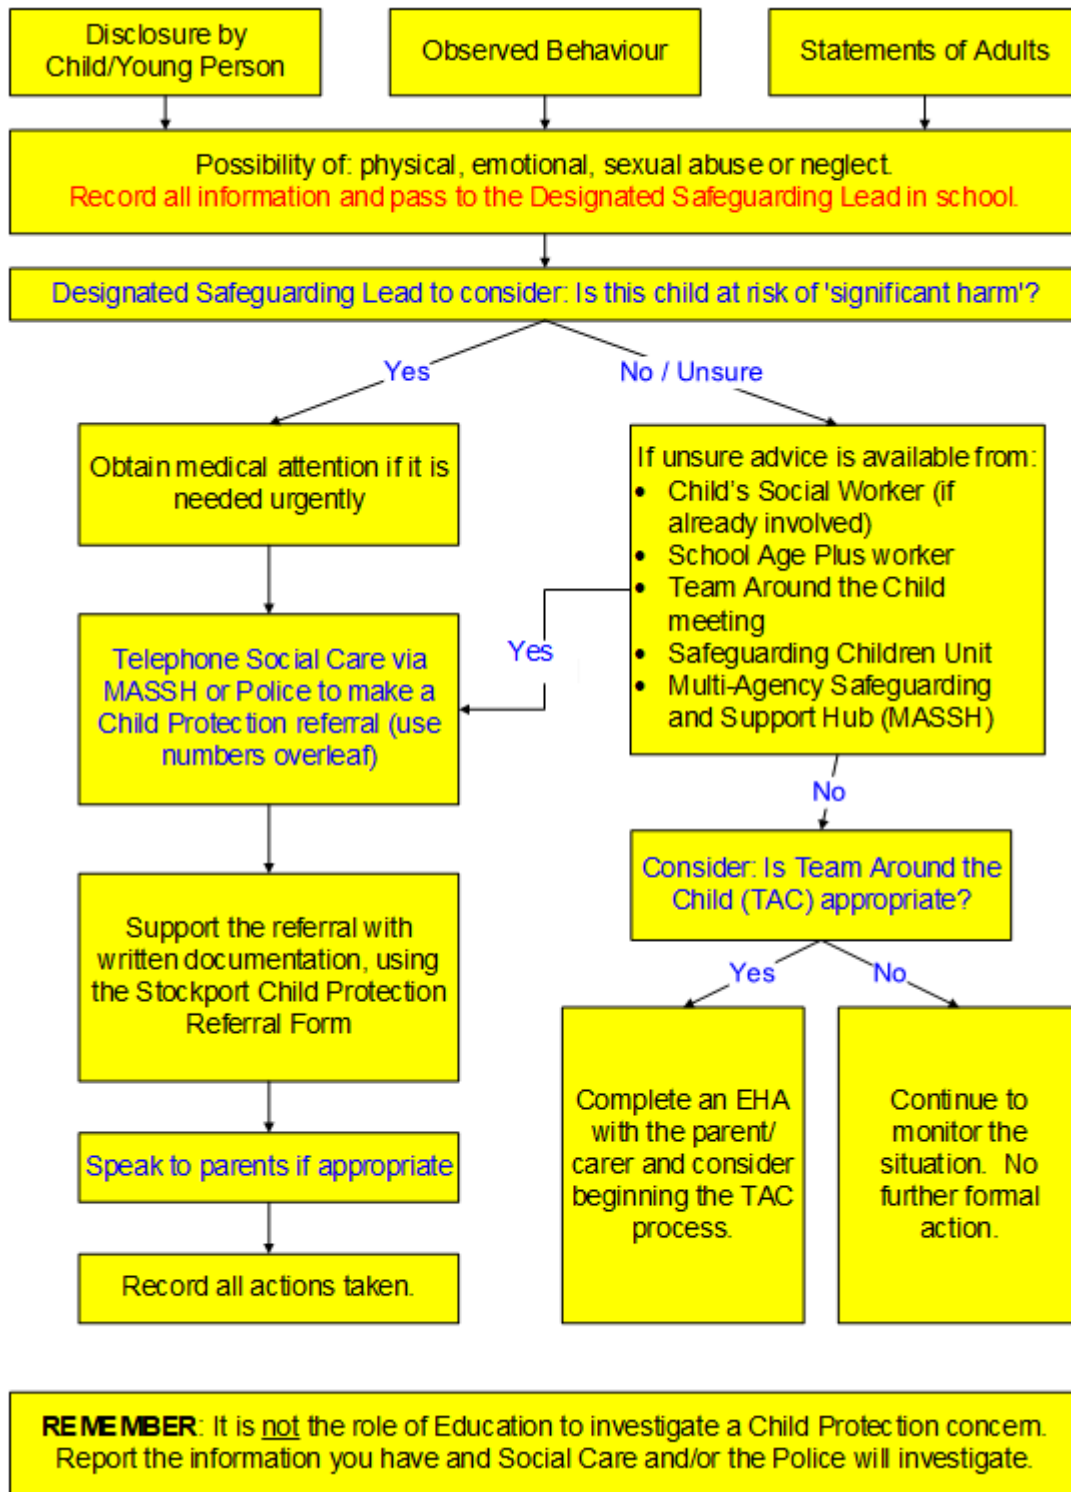 Disclosure by
Child/Young Person
Observed Behaviour
Statements of Adults
Possibility of: physical, emotional, sexual abuse or neglect.
Record all information and pass to the Designated Safeguarding Lead in school.
Designated Safeguarding Lead to consider: Is this child at risk of 'significant harm'?
Yes
No / Unsure
Obtain medical attention if it is
needed urgently
If unsure advice is available from:
• Child's Social Worker (if
already involved)
• School Age Plus worker
• Team Around the Child
meeting
• Safeguarding Children Unit
• Multi-Agency Safeguarding
and Support Hub (MASSH)
Yes
Telephone Social Care via
MASSH or Police to make a
Child Protection referral (use
numbers overleaf)
No
Consider: Is Team Around the
Child (TAC) appropriate?
Support the referral with
written documentation, using
the Stockport Child Protection
Referral Form
Yes
No
Complete an EHA
with the parent/
carer and consider
beginning the TAC
process.
Continue to
monitor the
situation. No
further formal
action.
Speak to parents if appropriate
Record all actions taken.
REMEMBER: It is not the role of Education to investigate a Child Protection concern.
Report the information you have and Social Care and/or the Police will investigate.